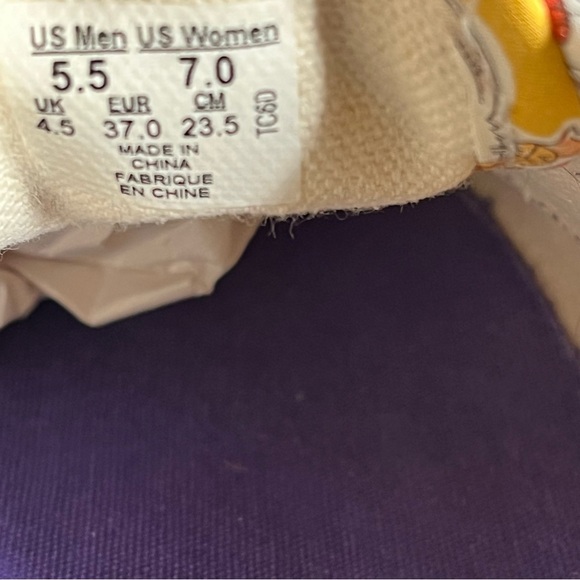 US Men US Women
5.5 7.0
UK EUR CM
4.5 37.0 23.5
TC6D
MADE IN
CHINA
FABRIQUE
EN CHINE